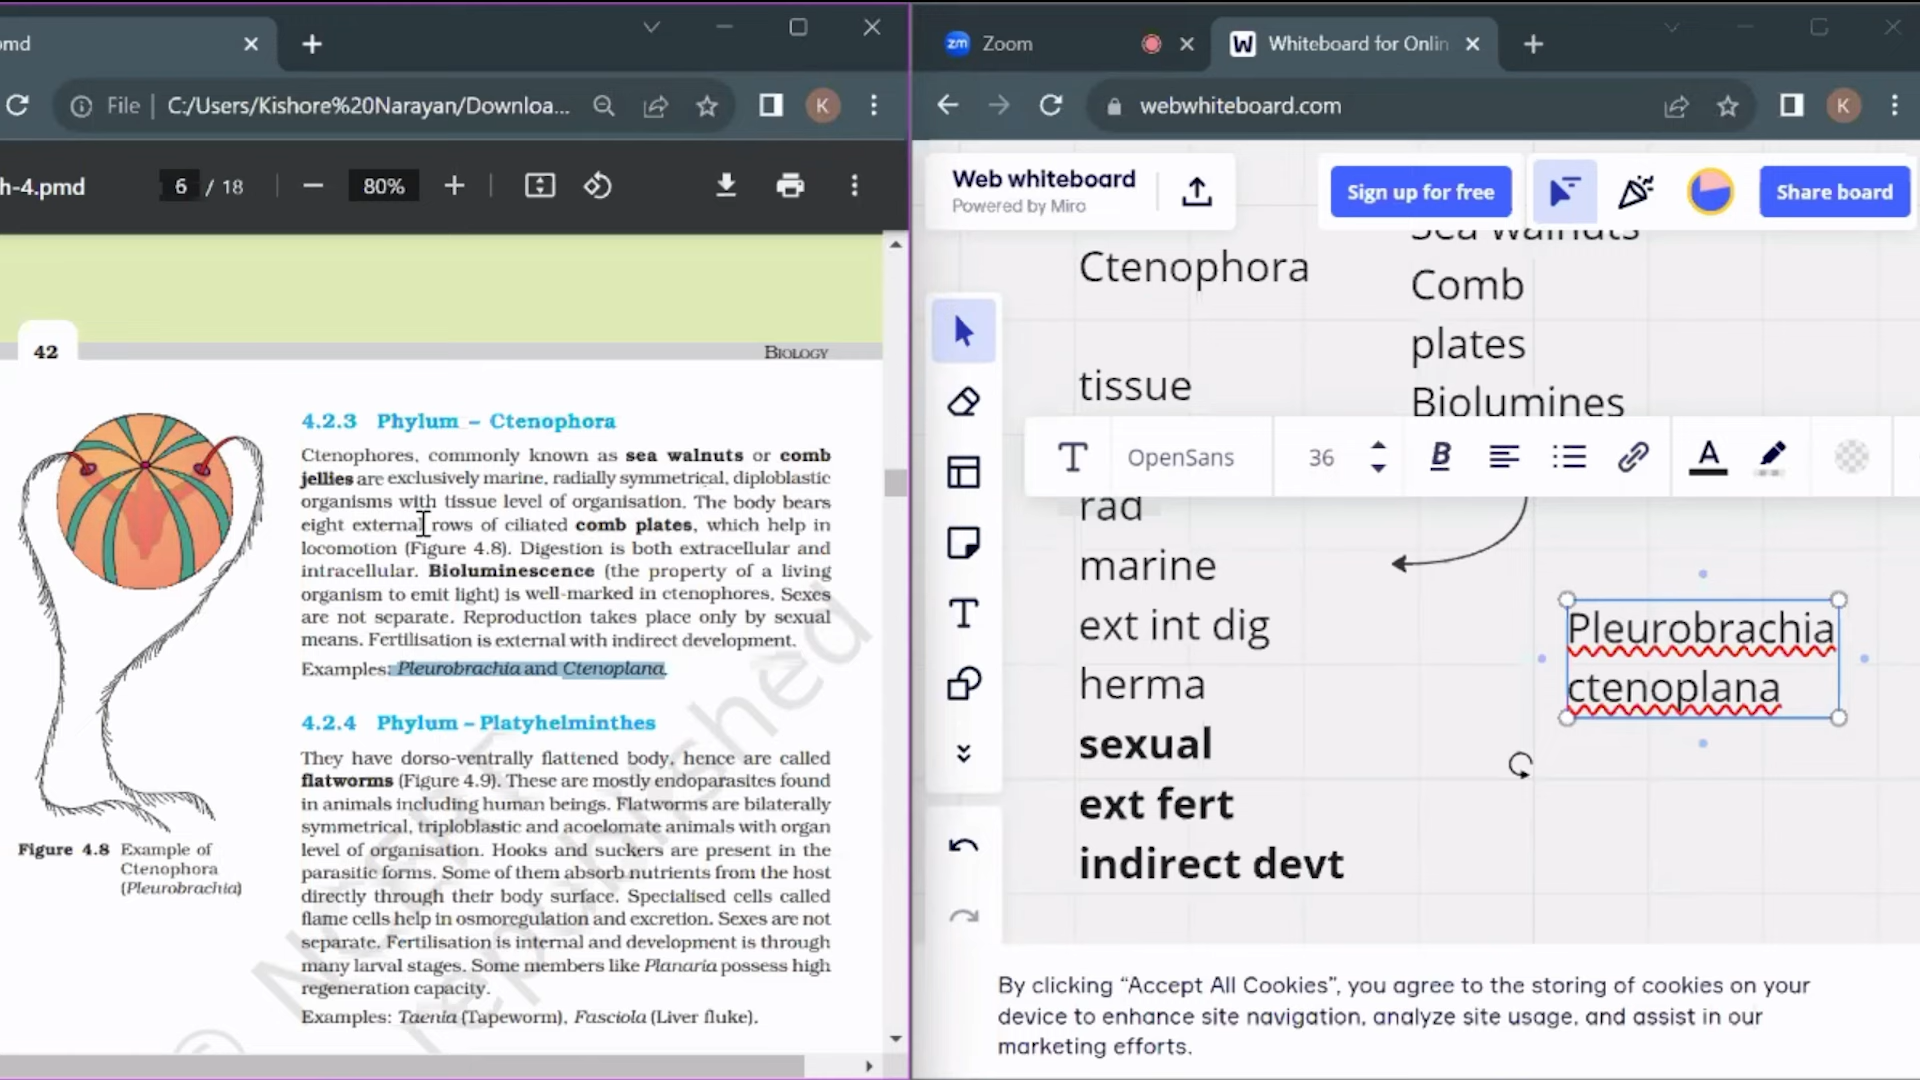 omd
File | C:/Users/Kishore%20Narayan/Downloa...
K
h-4.pmd
6 / 18
80%
42
BIOLOGY
4.2.3 Phylum – Ctenophora
Ctenophores, commonly known as sea walnuts or comb
jellies are exclusively marine, radially symmetrical, diploblastic
organisms with tissue level of organisation. The body bears
eight external rows of ciliated comb plates, which help in
locomotion (Figure 4.8). Digestion is both extracellular and
intracellular. Bioluminescence (the property of a living
organism to emit light) is well-marked in ctenophores. Sexes
are not separate. Reproduction takes place only by sexual
means. Fertilisation is external with indirect development.
Examples: Pleurobrachia and Ctenoplana.
4.2.4 Phylum – Platyhelminthes
They have dorso-ventrally flattened body, hence are called
flatworms (Figure 4.9). These are mostly endoparasites found
in animals including human beings. Flatworms are bilaterally
symmetrical, triploblastic and acoelomate animals with organ
level of organisation. Hooks and suckers are present in the
parasitic forms. Some of them absorb nutrients from the host
directly through their body surface. Specialised cells called
flame cells help in osmoregulation and excretion. Sexes are not
separate. Fertilisation is internal and development is through
many larval stages. Some members like Planaria possess high
regeneration capacity.
Examples: Taenia (Tapeworm), Fasciola (Liver fluke).
Figure 4.8 Example of
Ctenophora
(Pleurobrachia)
© NCERT
republished
zm Zoom
W Whiteboard for Onlin
webwhiteboard.com
K
Web whiteboard
Powered by Miro
Sign up for free
Share board
Ctenophora
tissue
rad
marine
ext int dig
herma
sexual
ext fert
indirect devt
Sea walnuts
Comb
plates
Biolumines
OpenSans
36
B
A
Pleurobrachia
ctenoplana
By clicking “Accept All Cookies”, you agree to the storing of cookies on your
device to enhance site navigation, analyze site usage, and assist in our
marketing efforts.